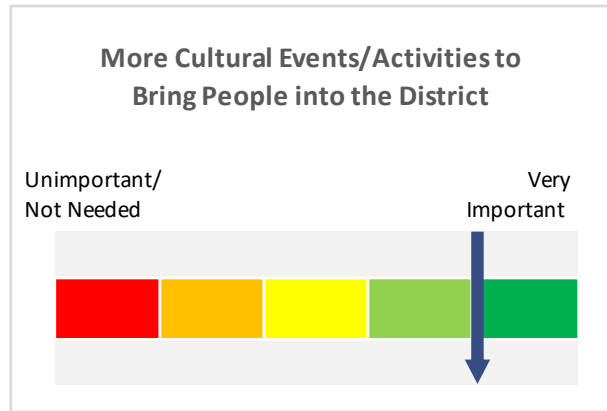 More Cultural Events/Activities to
Bring People into the District
Unimportant/
Not Needed
Very
Important